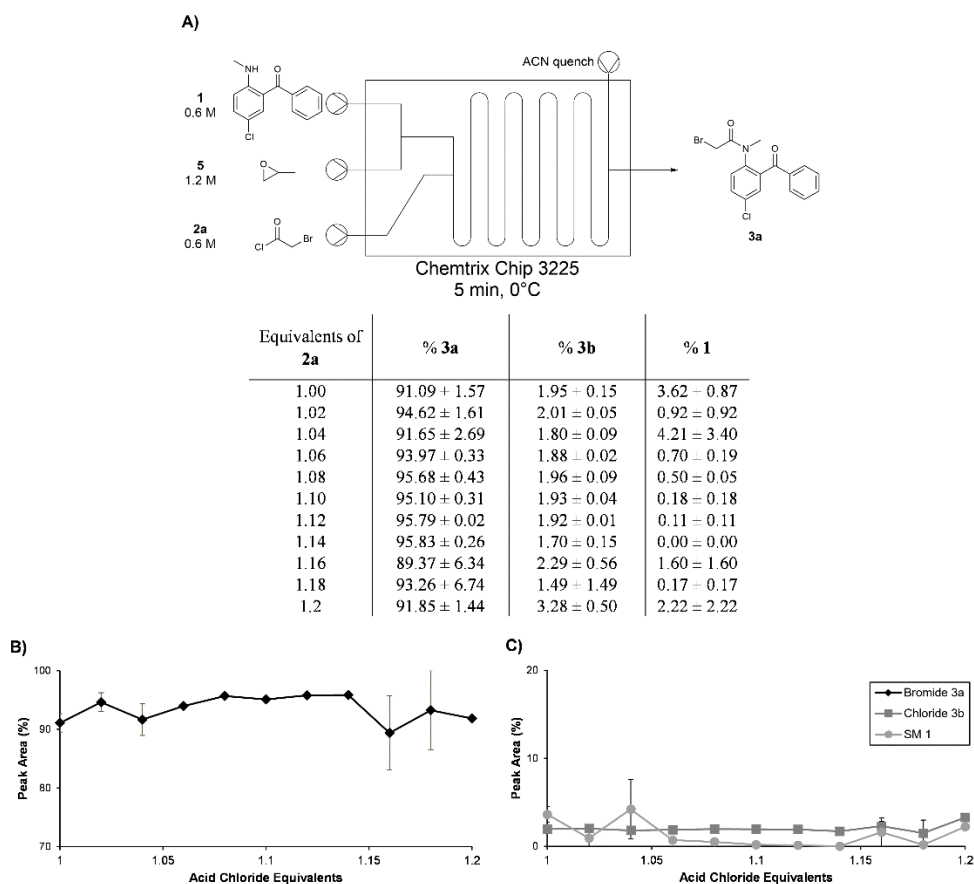 A)
ACN quench
NH
O
1
0.6 M
Cl
5
1.2 M
O
2a
0.6 M
O
Cl
Br
O
Br
N
O
Cl
3a
Chemtrix Chip 3225
5 min, 0°C
Equivalents of 2a % 3a % 3b % 1
1.00 91.09 ± 1.57 1.95 ± 0.15 3.62 ± 0.87
1.02 94.62 ± 1.61 2.01 ± 0.05 0.92 ± 0.92
1.04 91.65 ± 2.69 1.80 ± 0.09 4.21 ± 3.40
1.06 93.97 ± 0.33 1.88 ± 0.02 0.70 ± 0.19
1.08 95.68 ± 0.43 1.96 ± 0.09 0.50 ± 0.05
1.10 95.10 ± 0.31 1.93 ± 0.04 0.18 ± 0.18
1.12 95.79 ± 0.02 1.92 ± 0.01 0.11 ± 0.11
1.14 95.83 ± 0.26 1.70 ± 0.15 0.00 ± 0.00
1.16 89.37 ± 6.34 2.29 ± 0.56 1.60 ± 1.60
1.18 93.26 ± 6.74 1.49 ± 1.49 0.17 ± 0.17
1.2 91.85 ± 1.44 3.28 ± 0.50 2.22 ± 2.22
B)
100
90
80
70
Peak Area (%)
1 1.05 1.1 1.15 1.2
Acid Chloride Equivalents
C)
20
10
0
Peak Area (%)
1 1.05 1.1 1.15 1.2
Acid Chloride Equivalents
Bromide 3a
Chloride 3b
SM 1